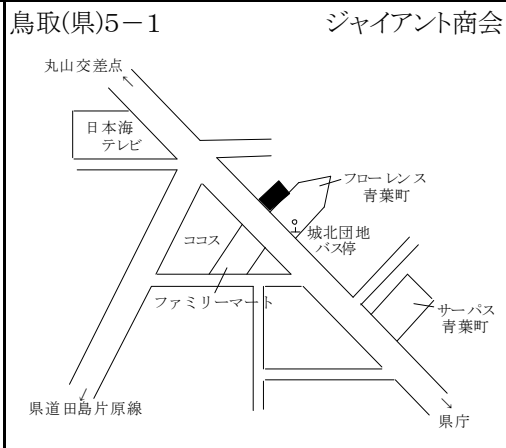 鳥取(県)5－1
ジャイアント商会
丸山交差点
日本海
テレビ
フローレンス
青葉町
城北団地
バス停
ココス
ファミリーマート
サーパス
青葉町
県道田島片原線
県庁